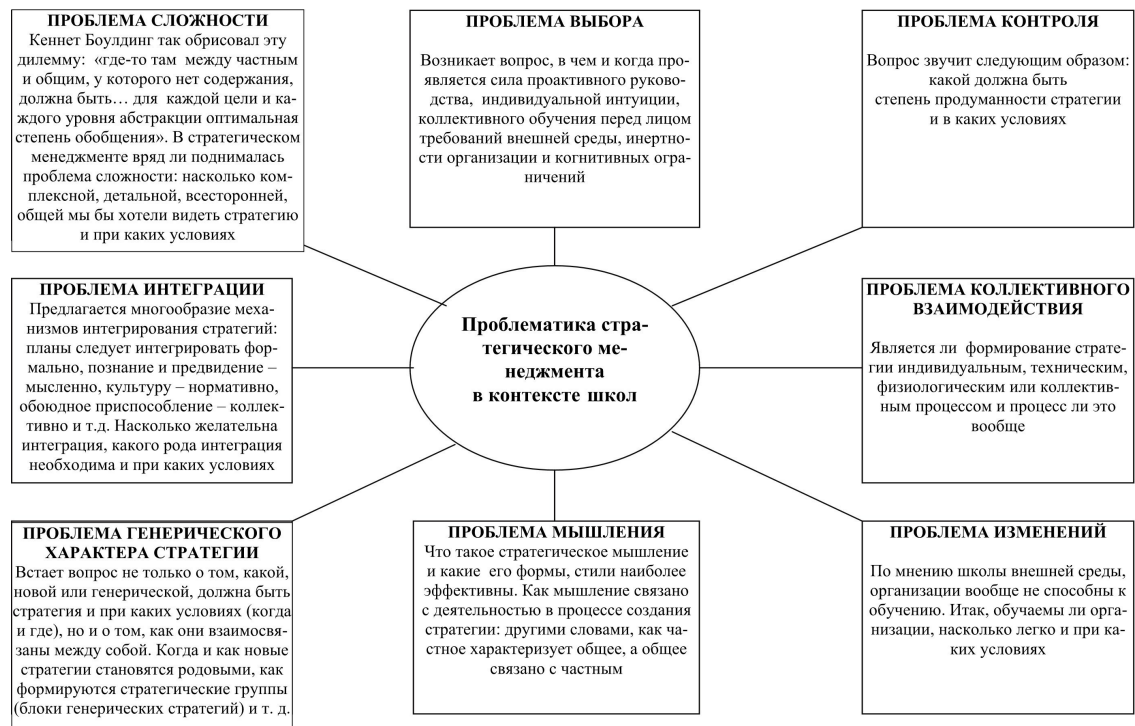 ПРОБЛЕМА СЛОЖНОСТИ
Кеннет Боулдинг так обрисовал эту
дилемму: «где-то там между частным
и общим, у которого нет содержания,
должна быть… для каждой цели и ка-
ждого уровня абстракции оптимальная
степень обобщения». В стратегическом
менеджменте вряд ли поднималась
проблема сложности: насколько ком-
плексной, детальной, всесторонней,
общей мы бы хотели видеть стратегию
и при каких условиях
ПРОБЛЕМА ВЫБОРА
Возникает вопрос, в чем и когда про-
является сила проактивного руково-
дства, индивидуальной интуиции,
коллективного обучения перед лицом
требований внешней среды, инертно-
сти организации и когнитивных огра-
ничений
ПРОБЛЕМА КОНТРОЛЯ
Вопрос звучит следующим образом:
какой должна быть
степень продуманности стратегии
и в каких условиях
ПРОБЛЕМА ИНТЕГРАЦИИ
Предлагается многообразие меха-
низмов интегрирования стратегий:
планы следует интегрировать фор-
мально, познание и предвидение –
мысленно, культуру – нормативно,
обоюдное приспособление – коллек-
тивно и т.д. Насколько желательна
интеграция, какого рода интеграция
необходима и при каких условиях
Проблематика стра-
тегического ме-
неджмента
в контексте школ
ПРОБЛЕМА КОЛЛЕКТИВНОГО
ВЗАИМОДЕЙСТВИЯ
Является ли формирование страте-
гии индивидуальным, техническим,
физиологическим или коллектив-
ным процессом и процесс ли это
вообще
ПРОБЛЕМА ГЕНЕРИЧЕСКОГО
ХАРАКТЕРА СТРАТЕГИИ
Встает вопрос не только о том, какой,
новой или генерической, должна быть
стратегия и при каких условиях (когда
и где), но и о том, как они взаимосвя-
заны между собой. Когда и как новые
стратегии становятся родовыми, как
формируются стратегические группы
(блоки генерических стратегий) и т. д.
ПРОБЛЕМА МЫШЛЕНИЯ
Что такое стратегическое мышление
и какие его формы, стили наиболее
эффективны. Как мышление связано
с деятельностью в процессе создания
стратегии: другими словами, как ча-
стное характеризует общее, а общее
связано с частным
ПРОБЛЕМА ИЗМЕНЕНИЙ
По мнению школы внешней среды,
организации вообще не способны к
обучению. Итак, обучаемы ли орга-
низации, насколько легко и при ка-
ких условиях